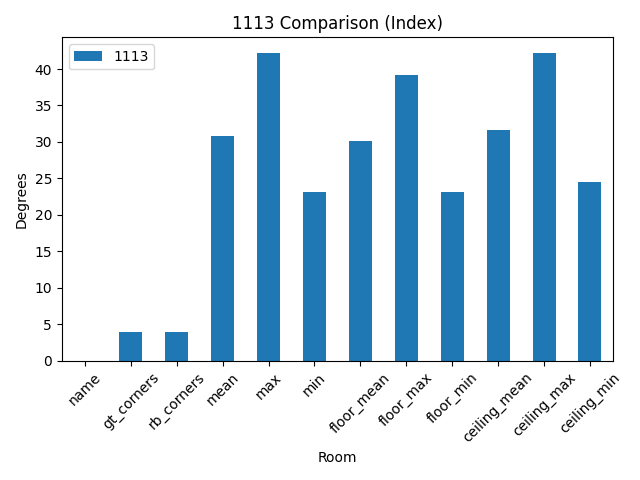 1113 Comparison (Index)
1113
Degrees
40
35
30
25
20
15
10
5
0
name
gt_corners
rb_corners
mean
max
min
floor_mean
floor_max
floor_min
ceiling_mean
ceiling_max
ceiling_min
Room